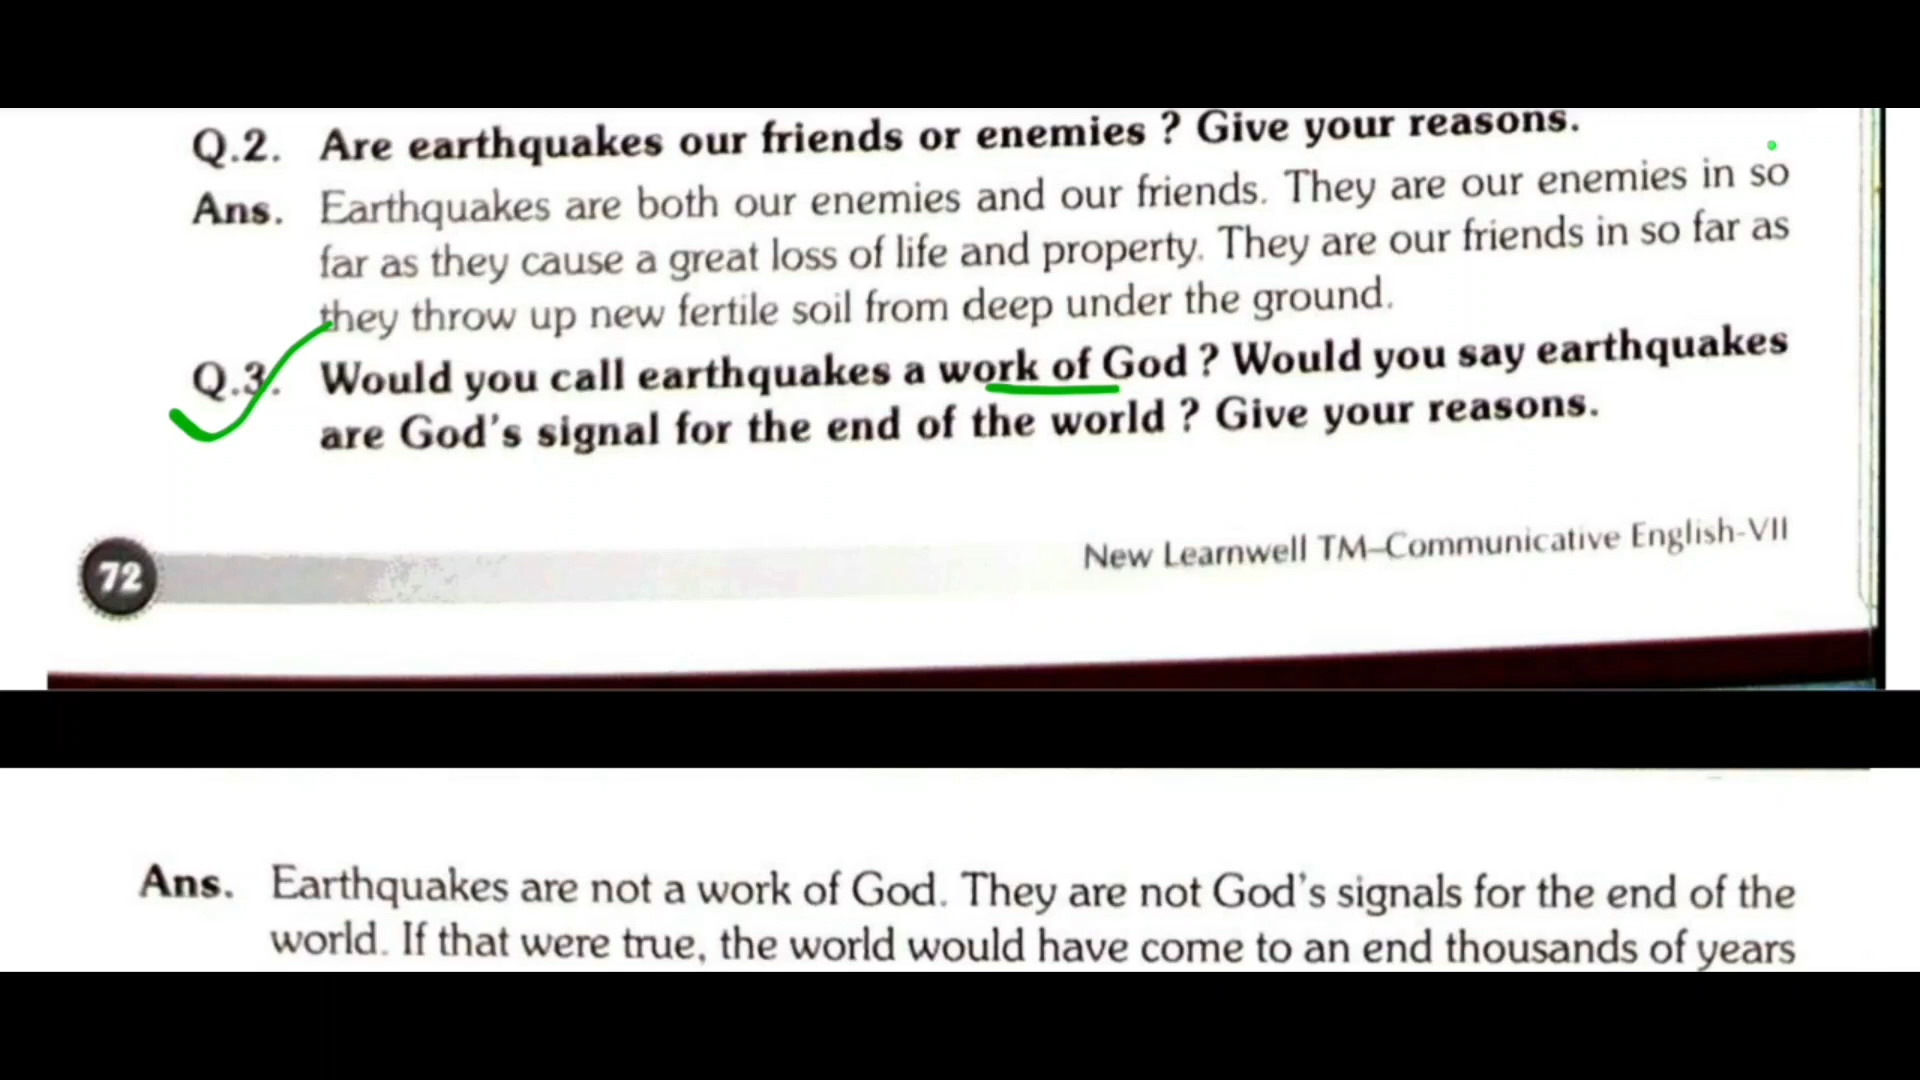 Q.2. Are earthquakes our friends or enemies ? Give your reasons.
Ans. Earthquakes are both our enemies and our friends. They are our enemies in so
far as they cause a great loss of life and property. They are our friends in so far as
they throw up new fertile soil from deep under the ground.
Q.3. Would you call earthquakes a work of God ? Would you say earthquakes
are God's signal for the end of the world ? Give your reasons.
72
New Learnwell TM–Communicative English-VII
Ans. Earthquakes are not a work of God. They are not God's signals for the end of the
world. If that were true, the world would have come to an end thousands of years